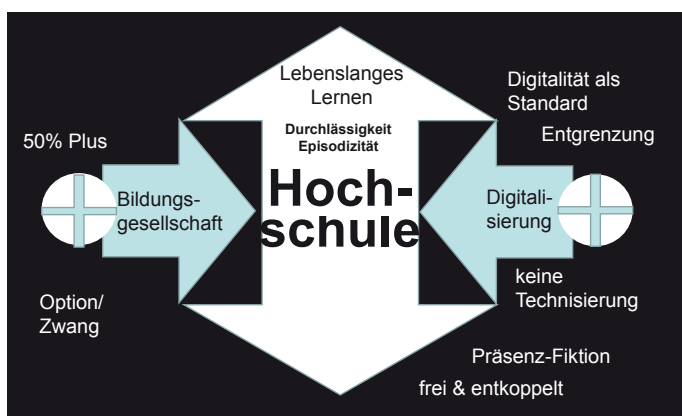 Lebenslanges
Lernen
Durchlässigkeit
Episodizität
Hoch-
schule
50% Plus
Bildungs-
gesellschaft
Option/
Zwang
Digitalität als
Standard
Entgrenzung
Digitali-
sierung
keine
Technisierung
Präsenz-Fiktion
frei & entkoppelt